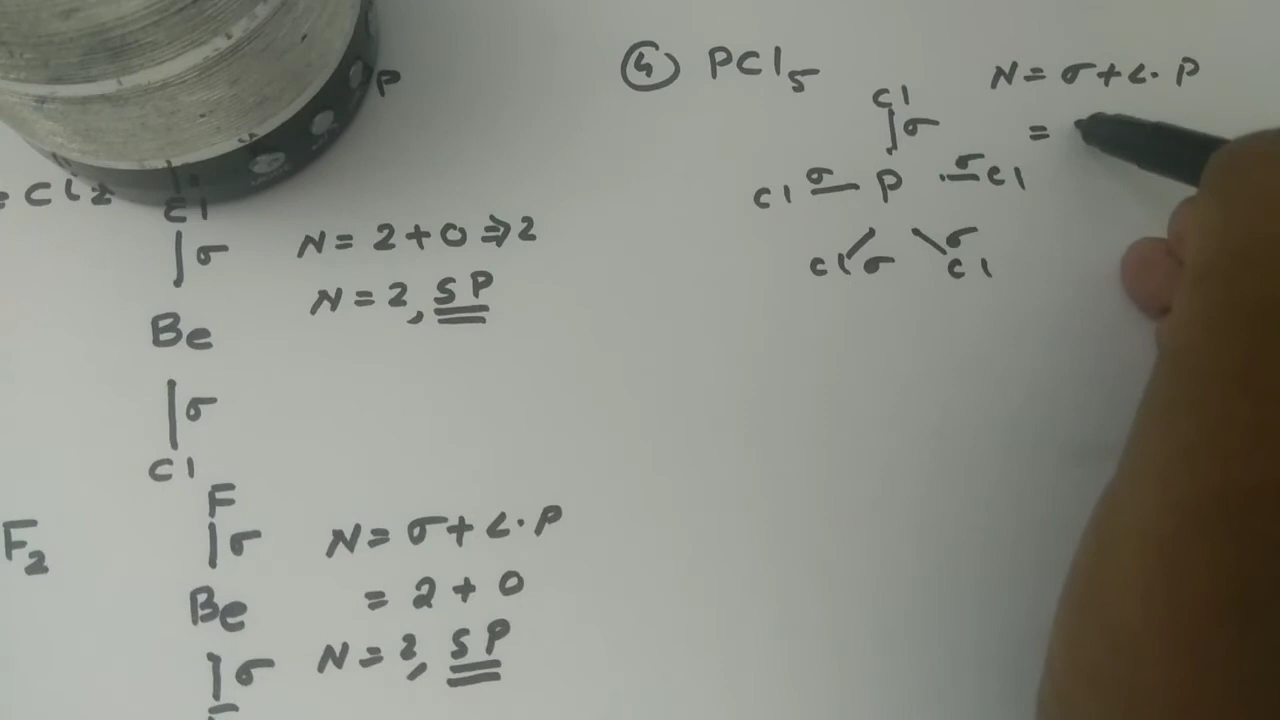 P
eCl2
Cl
σ
N = 2 + 0 ⇒ 2
N = 2, SP
Be
σ
Cl
F2
F
σ
N = σ + L.P
Be
= 2 + 0
σ
N = 2, SP
④ PCl5
N = σ + L.P
Cl
σ
=
Cl σ P σ Cl
Cl σ σ Cl